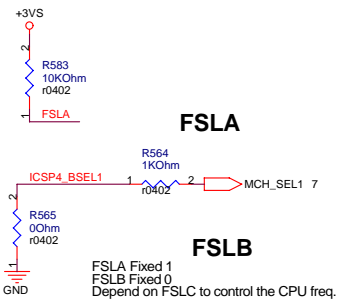 +3VS
2
R583
10KOhm
r0402
1
FSLA
FSLA
R564
1KOhm
ICSP4_BSEL1
1
2
MCH_SEL1 7
r0402
2
R565
0Ohm
r0402
1
GND
FSLB
FSLA Fixed 1
FSLB Fixed 0
Depend on FSLC to control the CPU freq.